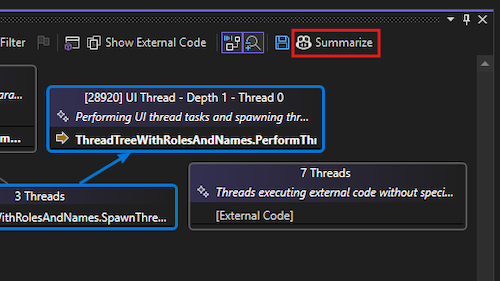 Filter
Show External Code
Summarize
ara...
m...
[28920] UI Thread - Depth 1 - Thread 0
Performing UI thread tasks and spawning thr...
ThreadTreeWithRolesAndNames.PerformThr
3 Threads
WithRolesAndNames.SpawnThre...
7 Threads
Threads executing external code without speci...
[External Code]